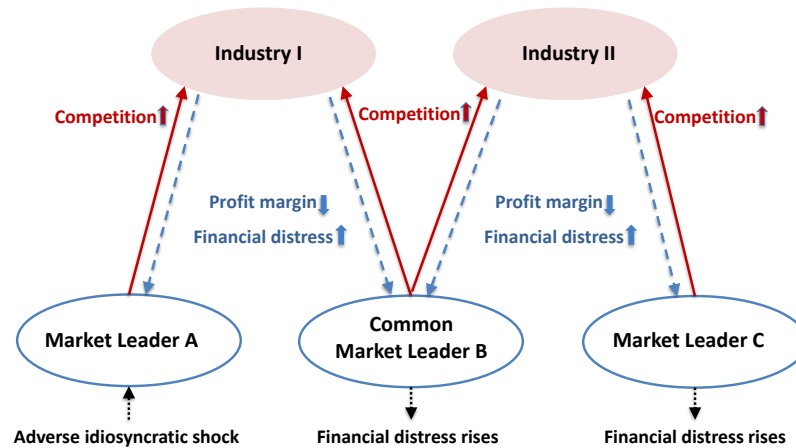 Industry I
Industry II
Competition
Competition
Competition
Profit margin
Financial distress
Profit margin
Financial distress
Market Leader A
Common
Market Leader B
Market Leader C
Adverse idiosyncratic shock
Financial distress rises
Financial distress rises